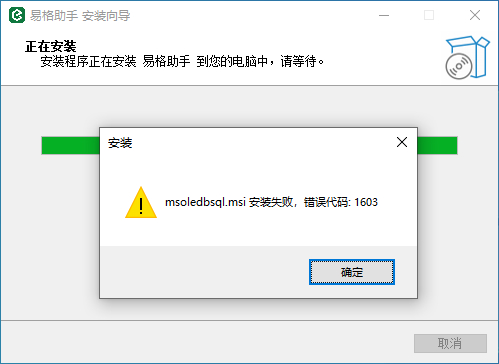 易格助手 安装向导
正在安装
安装程序正在安装 易格助手 到您的电脑中，请等待。
安装
msoledbsql.msi 安装失败，错误代码: 1603
确定
取消